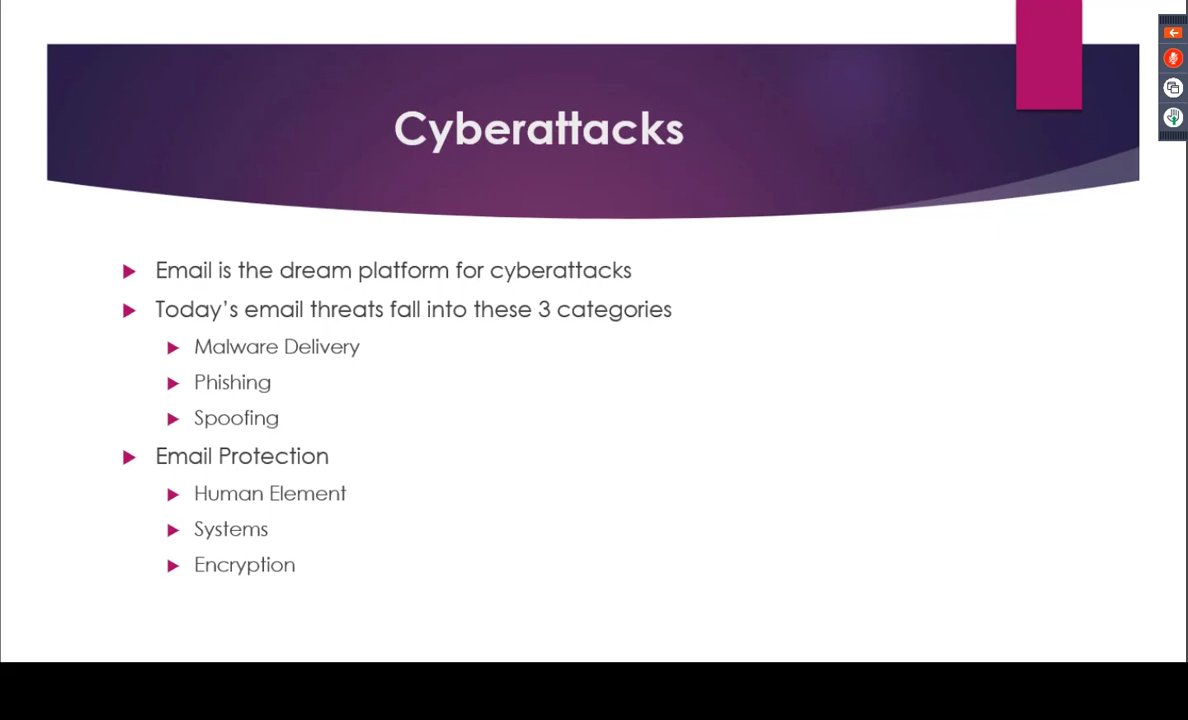 Cyberattacks
Email is the dream platform for cyberattacks
Today's email threats fall into these 3 categories
Malware Delivery
Phishing
Spoofing
Email Protection
Human Element
Systems
Encryption